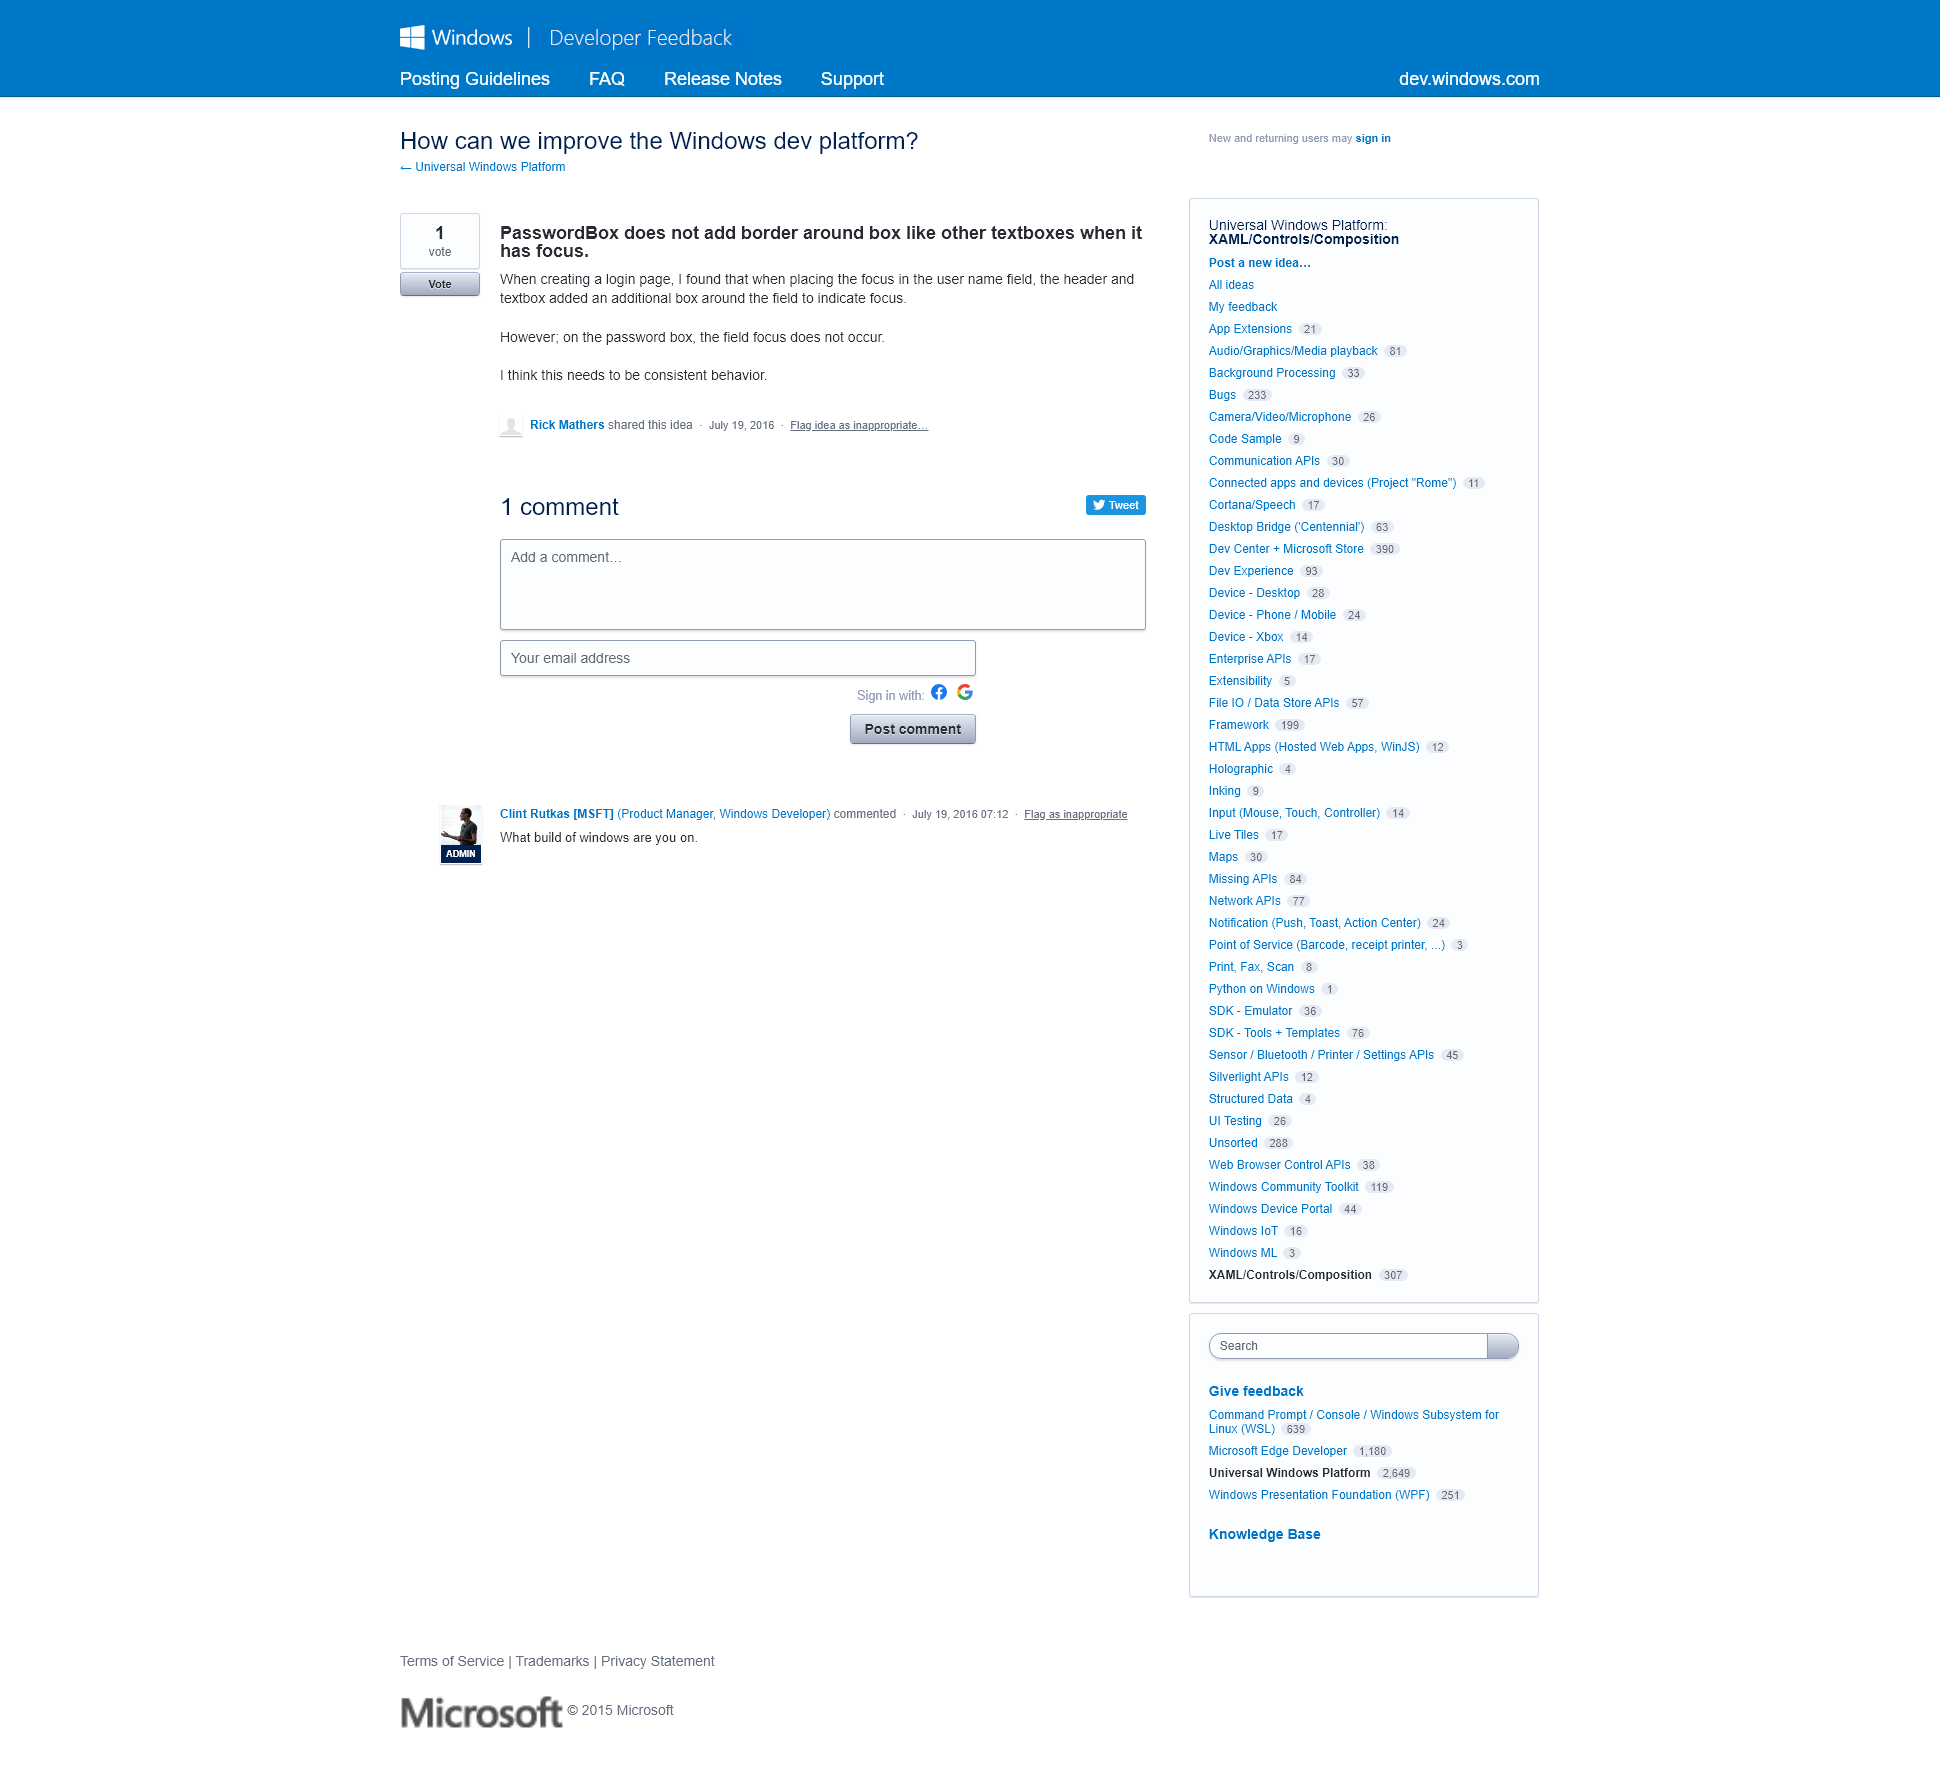 Windows | Developer Feedback
Posting Guidelines FAQ Release Notes Support dev.windows.com
How can we improve the Windows dev platform?
← Universal Windows Platform
New and returning users may sign in
1
vote
Vote
PasswordBox does not add border around box like other textboxes when it
has focus.
When creating a login page, I found that when placing the focus in the user name field, the header and
textbox added an additional box around the field to indicate focus.
However; on the password box, the field focus does not occur.
I think this needs to be consistent behavior.
Rick Mathers shared this idea · July 19, 2016 · Flag idea as inappropriate…
1 comment
Tweet
Add a comment…
Your email address
Sign in with:
Post comment
ADMIN
Clint Rutkas [MSFT] (Product Manager, Windows Developer) commented · July 19, 2016 07:12 · Flag as inappropriate
What build of windows are you on.
Universal Windows Platform:
XAML/Controls/Composition
Post a new idea…
All ideas
My feedback
App Extensions 21
Audio/Graphics/Media playback 81
Background Processing 33
Bugs 233
Camera/Video/Microphone 26
Code Sample 9
Communication APIs 30
Connected apps and devices (Project "Rome") 11
Cortana/Speech 17
Desktop Bridge ('Centennial') 63
Dev Center + Microsoft Store 390
Dev Experience 93
Device - Desktop 28
Device - Phone / Mobile 24
Device - Xbox 14
Enterprise APIs 17
Extensibility 5
File IO / Data Store APIs 57
Framework 199
HTML Apps (Hosted Web Apps, WinJS) 12
Holographic 4
Inking 9
Input (Mouse, Touch, Controller) 14
Live Tiles 17
Maps 30
Missing APIs 84
Network APIs 77
Notification (Push, Toast, Action Center) 24
Point of Service (Barcode, receipt printer, ...) 3
Print, Fax, Scan 8
Python on Windows 1
SDK - Emulator 36
SDK - Tools + Templates 76
Sensor / Bluetooth / Printer / Settings APIs 45
Silverlight APIs 12
Structured Data 4
UI Testing 26
Unsorted 288
Web Browser Control APIs 38
Windows Community Toolkit 119
Windows Device Portal 44
Windows IoT 16
Windows ML 3
XAML/Controls/Composition 307
Search
Give feedback
Command Prompt / Console / Windows Subsystem for
Linux (WSL) 639
Microsoft Edge Developer 1,180
Universal Windows Platform 2,649
Windows Presentation Foundation (WPF) 251
Knowledge Base
Terms of Service | Trademarks | Privacy Statement
Microsoft © 2015 Microsoft